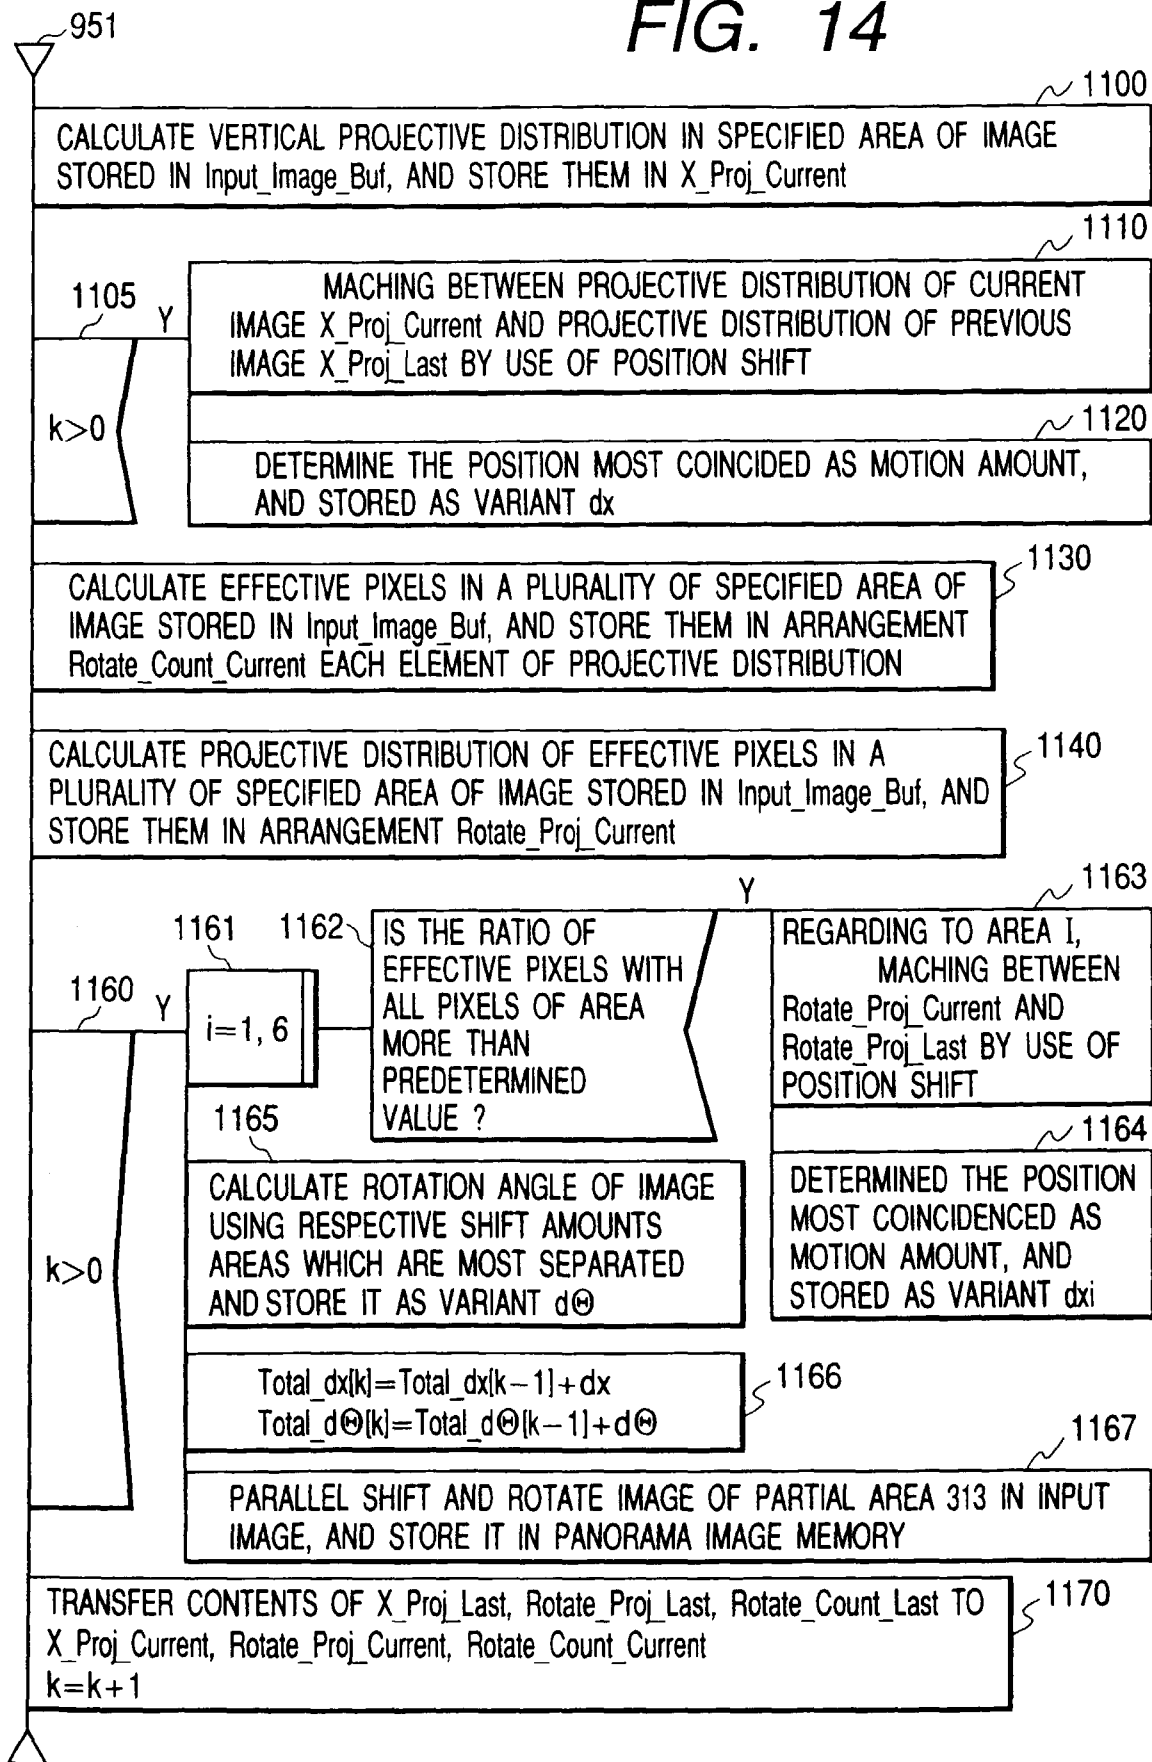 FIG. 14
951
1100
CALCULATE VERTICAL PROJECTIVE DISTRIBUTION IN SPECIFIED AREA OF IMAGE
STORED IN Input_Image_Buf, AND STORE THEM IN X_Proj_Current
1110
1105
Y
MACHING BETWEEN PROJECTIVE DISTRIBUTION OF CURRENT
IMAGE X_Proj_Current AND PROJECTIVE DISTRIBUTION OF PREVIOUS
IMAGE X_Proj_Last BY USE OF POSITION SHIFT
k>0
1120
DETERMINE THE POSITION MOST COINCIDED AS MOTION AMOUNT,
AND STORED AS VARIANT dx
1130
CALCULATE EFFECTIVE PIXELS IN A PLURALITY OF SPECIFIED AREA OF
IMAGE STORED IN Input_Image_Buf, AND STORE THEM IN ARRANGEMENT
Rotate_Count_Current EACH ELEMENT OF PROJECTIVE DISTRIBUTION
1140
CALCULATE PROJECTIVE DISTRIBUTION OF EFFECTIVE PIXELS IN A
PLURALITY OF SPECIFIED AREA OF IMAGE STORED IN Input_Image_Buf, AND
STORE THEM IN ARRANGEMENT Rotate_Proj_Current
1160
Y
k>0
1161
i=1, 6
1162
IS THE RATIO OF
EFFECTIVE PIXELS WITH
ALL PIXELS OF AREA
MORE THAN
PREDETERMINED
VALUE ?
Y
1163
REGARDING TO AREA I,
MACHING BETWEEN
Rotate_Proj_Current AND
Rotate_Proj_Last BY USE OF
POSITION SHIFT
1164
DETERMINED THE POSITION
MOST COINCIDENCED AS
MOTION AMOUNT, AND
STORED AS VARIANT dxi
1165
CALCULATE ROTATION ANGLE OF IMAGE
USING RESPECTIVE SHIFT AMOUNTS
AREAS WHICH ARE MOST SEPARATED
AND STORE IT AS VARIANT dΘ
1166
Total_dx[k]=Total_dx[k−1]+dx
Total_dΘ[k]=Total_dΘ[k−1]+dΘ
1167
PARALLEL SHIFT AND ROTATE IMAGE OF PARTIAL AREA 313 IN INPUT
IMAGE, AND STORE IT IN PANORAMA IMAGE MEMORY
1170
TRANSFER CONTENTS OF X_Proj_Last, Rotate_Proj_Last, Rotate_Count_Last TO
X_Proj_Current, Rotate_Proj_Current, Rotate_Count_Current
k=k+1